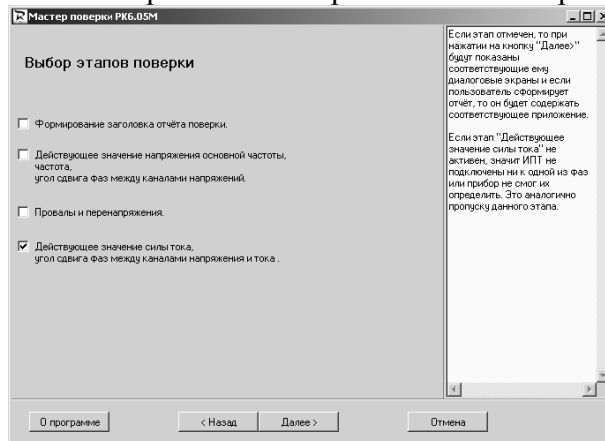 Мастер поверки РК6.05М
Выбор этапов поверки
Формирование заголовка отчёта поверки.
Действующее значение напряжения основной частоты,
частота,
угол сдвига фаз между каналами напряжений.
Провалы и перенапряжения.
Действующее значение силы тока,
угол сдвига фаз между каналами напряжения и тока .
Если этап отмечен, то при
нажатии на кнопку "Далее>"
будут показаны
соответствующие ему
диалоговые экраны и если
пользователь сформирует
отчёт, то он будет содержать
соответствующее приложение.
Если этап "Действующее
значение силы тока" не
активен, значит ИПТ не
подключены ни к одной из фаз
или прибор не смог их
определить. Это аналогично
пропуску данного этапа.
О программе
< Назад
Далее >
Отмена